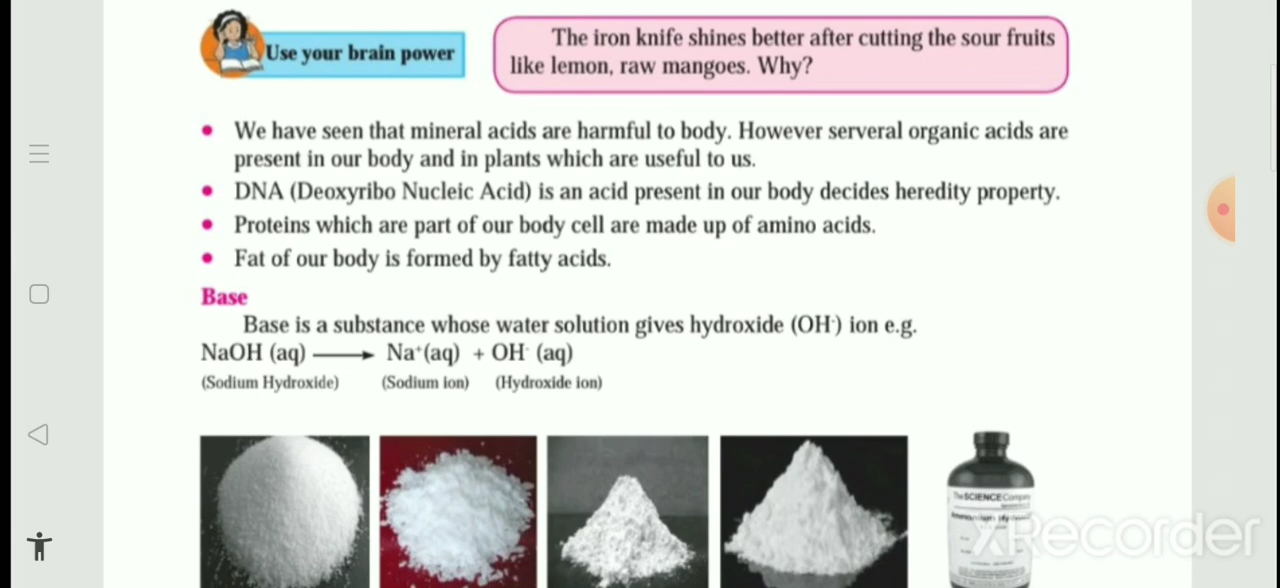 Use your brain power
The iron knife shines better after cutting the sour fruits
like lemon, raw mangoes. Why?
• We have seen that mineral acids are harmful to body. However serveral organic acids are
present in our body and in plants which are useful to us.
• DNA (Deoxyribo Nucleic Acid) is an acid present in our body decides heredity property.
• Proteins which are part of our body cell are made up of amino acids.
• Fat of our body is formed by fatty acids.
Base
Base is a substance whose water solution gives hydroxide (OH⁻) ion e.g.
NaOH (aq) ⟶ Na⁺(aq) + OH⁻ (aq)
(Sodium Hydroxide) (Sodium ion) (Hydroxide ion)
The SCIENCE Company
XRecorder